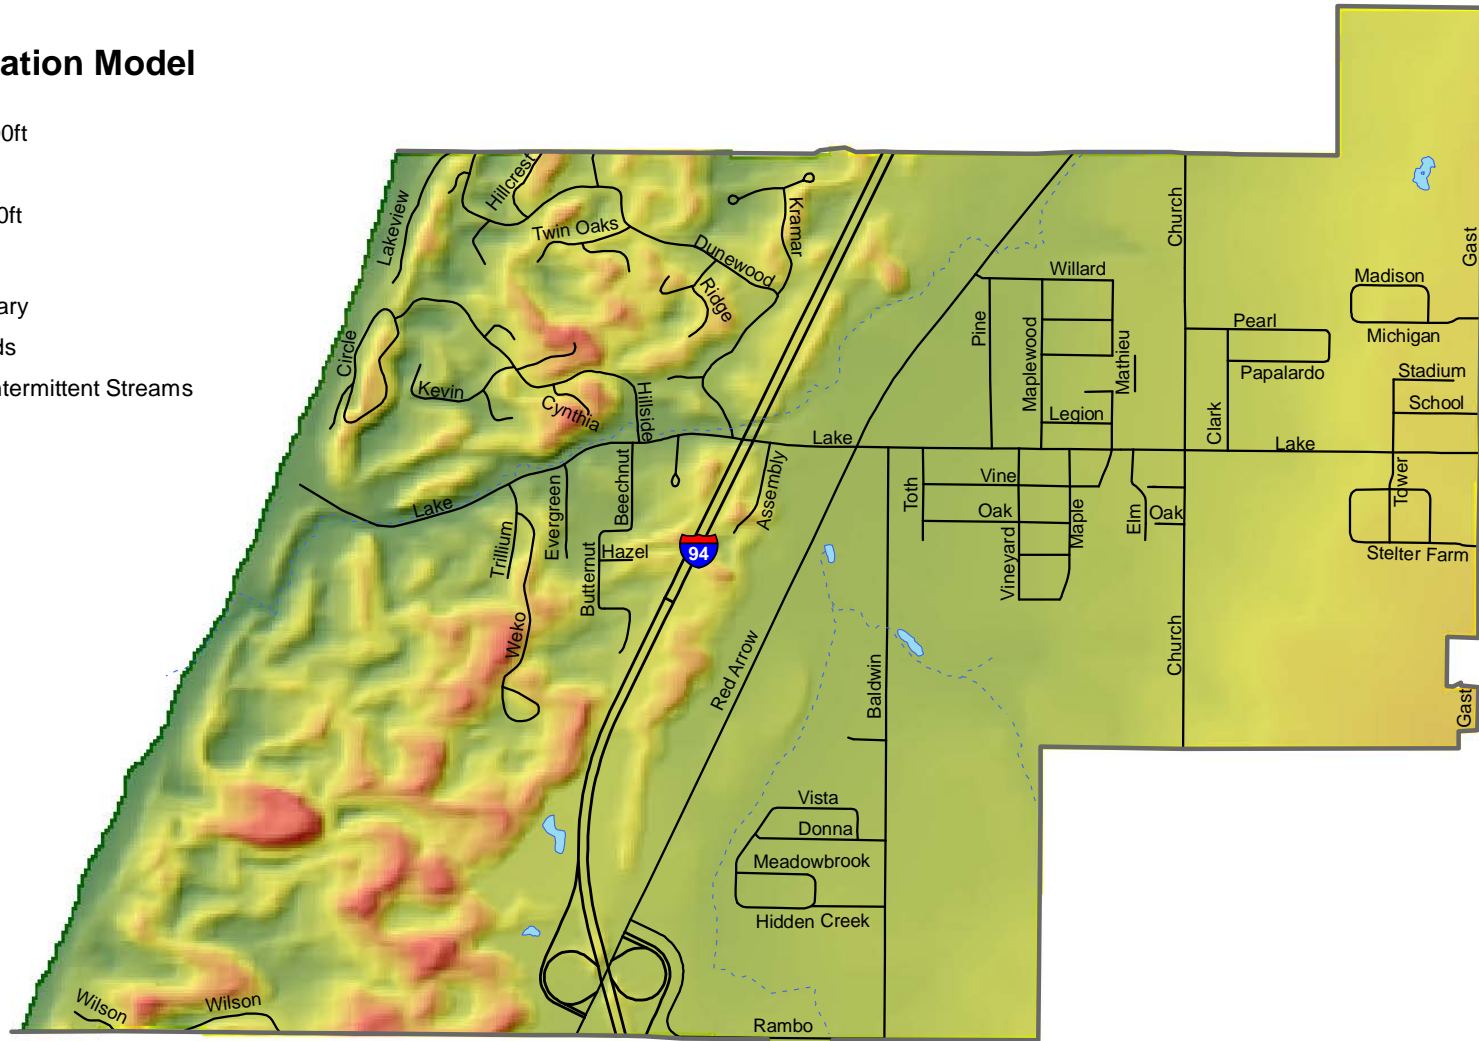 ation Model
0ft
0ft
ary
ds
ntermittent Streams
Lakeview
Hillcrest
Twin Oaks
Kramar
Dunewood
Ridge
Circle
Kevin
Cynthia
Hillside
Church
Gast
Willard
Madison
Michigan
Pine
Maplewood
Mathieu
Pearl
Papalardo
Stadium
School
Legion
Clark
Lake
Lake
Lake
Assembly
Beechnut
Evergreen
Trillium
Butternut
Hazel
94
Toth
Vine
Oak
Vineyard
Maple
Elm
Oak
Tower
Stelter Farm
Weko
Red Arrow
Baldwin
Church
Gast
Vista
Donna
Meadowbrook
Hidden Creek
Wilson
Wilson
Rambo